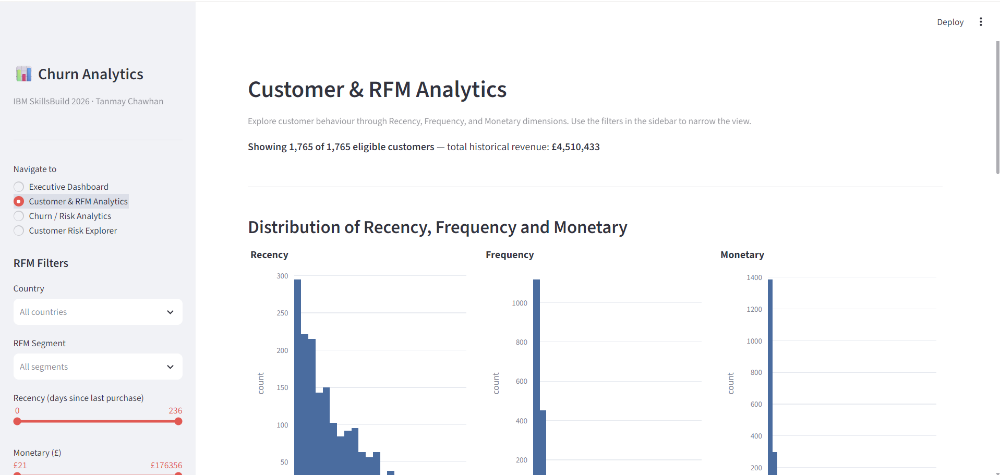 Deploy
Churn Analytics
IBM SkillsBuild 2026 · Tanmay Chawhan
Navigate to
Executive Dashboard
Customer & RFM Analytics
Churn / Risk Analytics
Customer Risk Explorer
RFM Filters
Country
All countries
RFM Segment
All segments
Recency (days since last purchase)
0 236
Monetary (£)
£21 £176356
Customer & RFM Analytics
Explore customer behaviour through Recency, Frequency, and Monetary dimensions. Use the filters in the sidebar to narrow the view.
Showing 1,765 of 1,765 eligible customers — total historical revenue: £4,510,433
Distribution of Recency, Frequency and Monetary
Recency
300
250
200
150
100
50
count
Frequency
1000
800
600
400
200
count
Monetary
1400
1200
1000
800
600
400
200
count